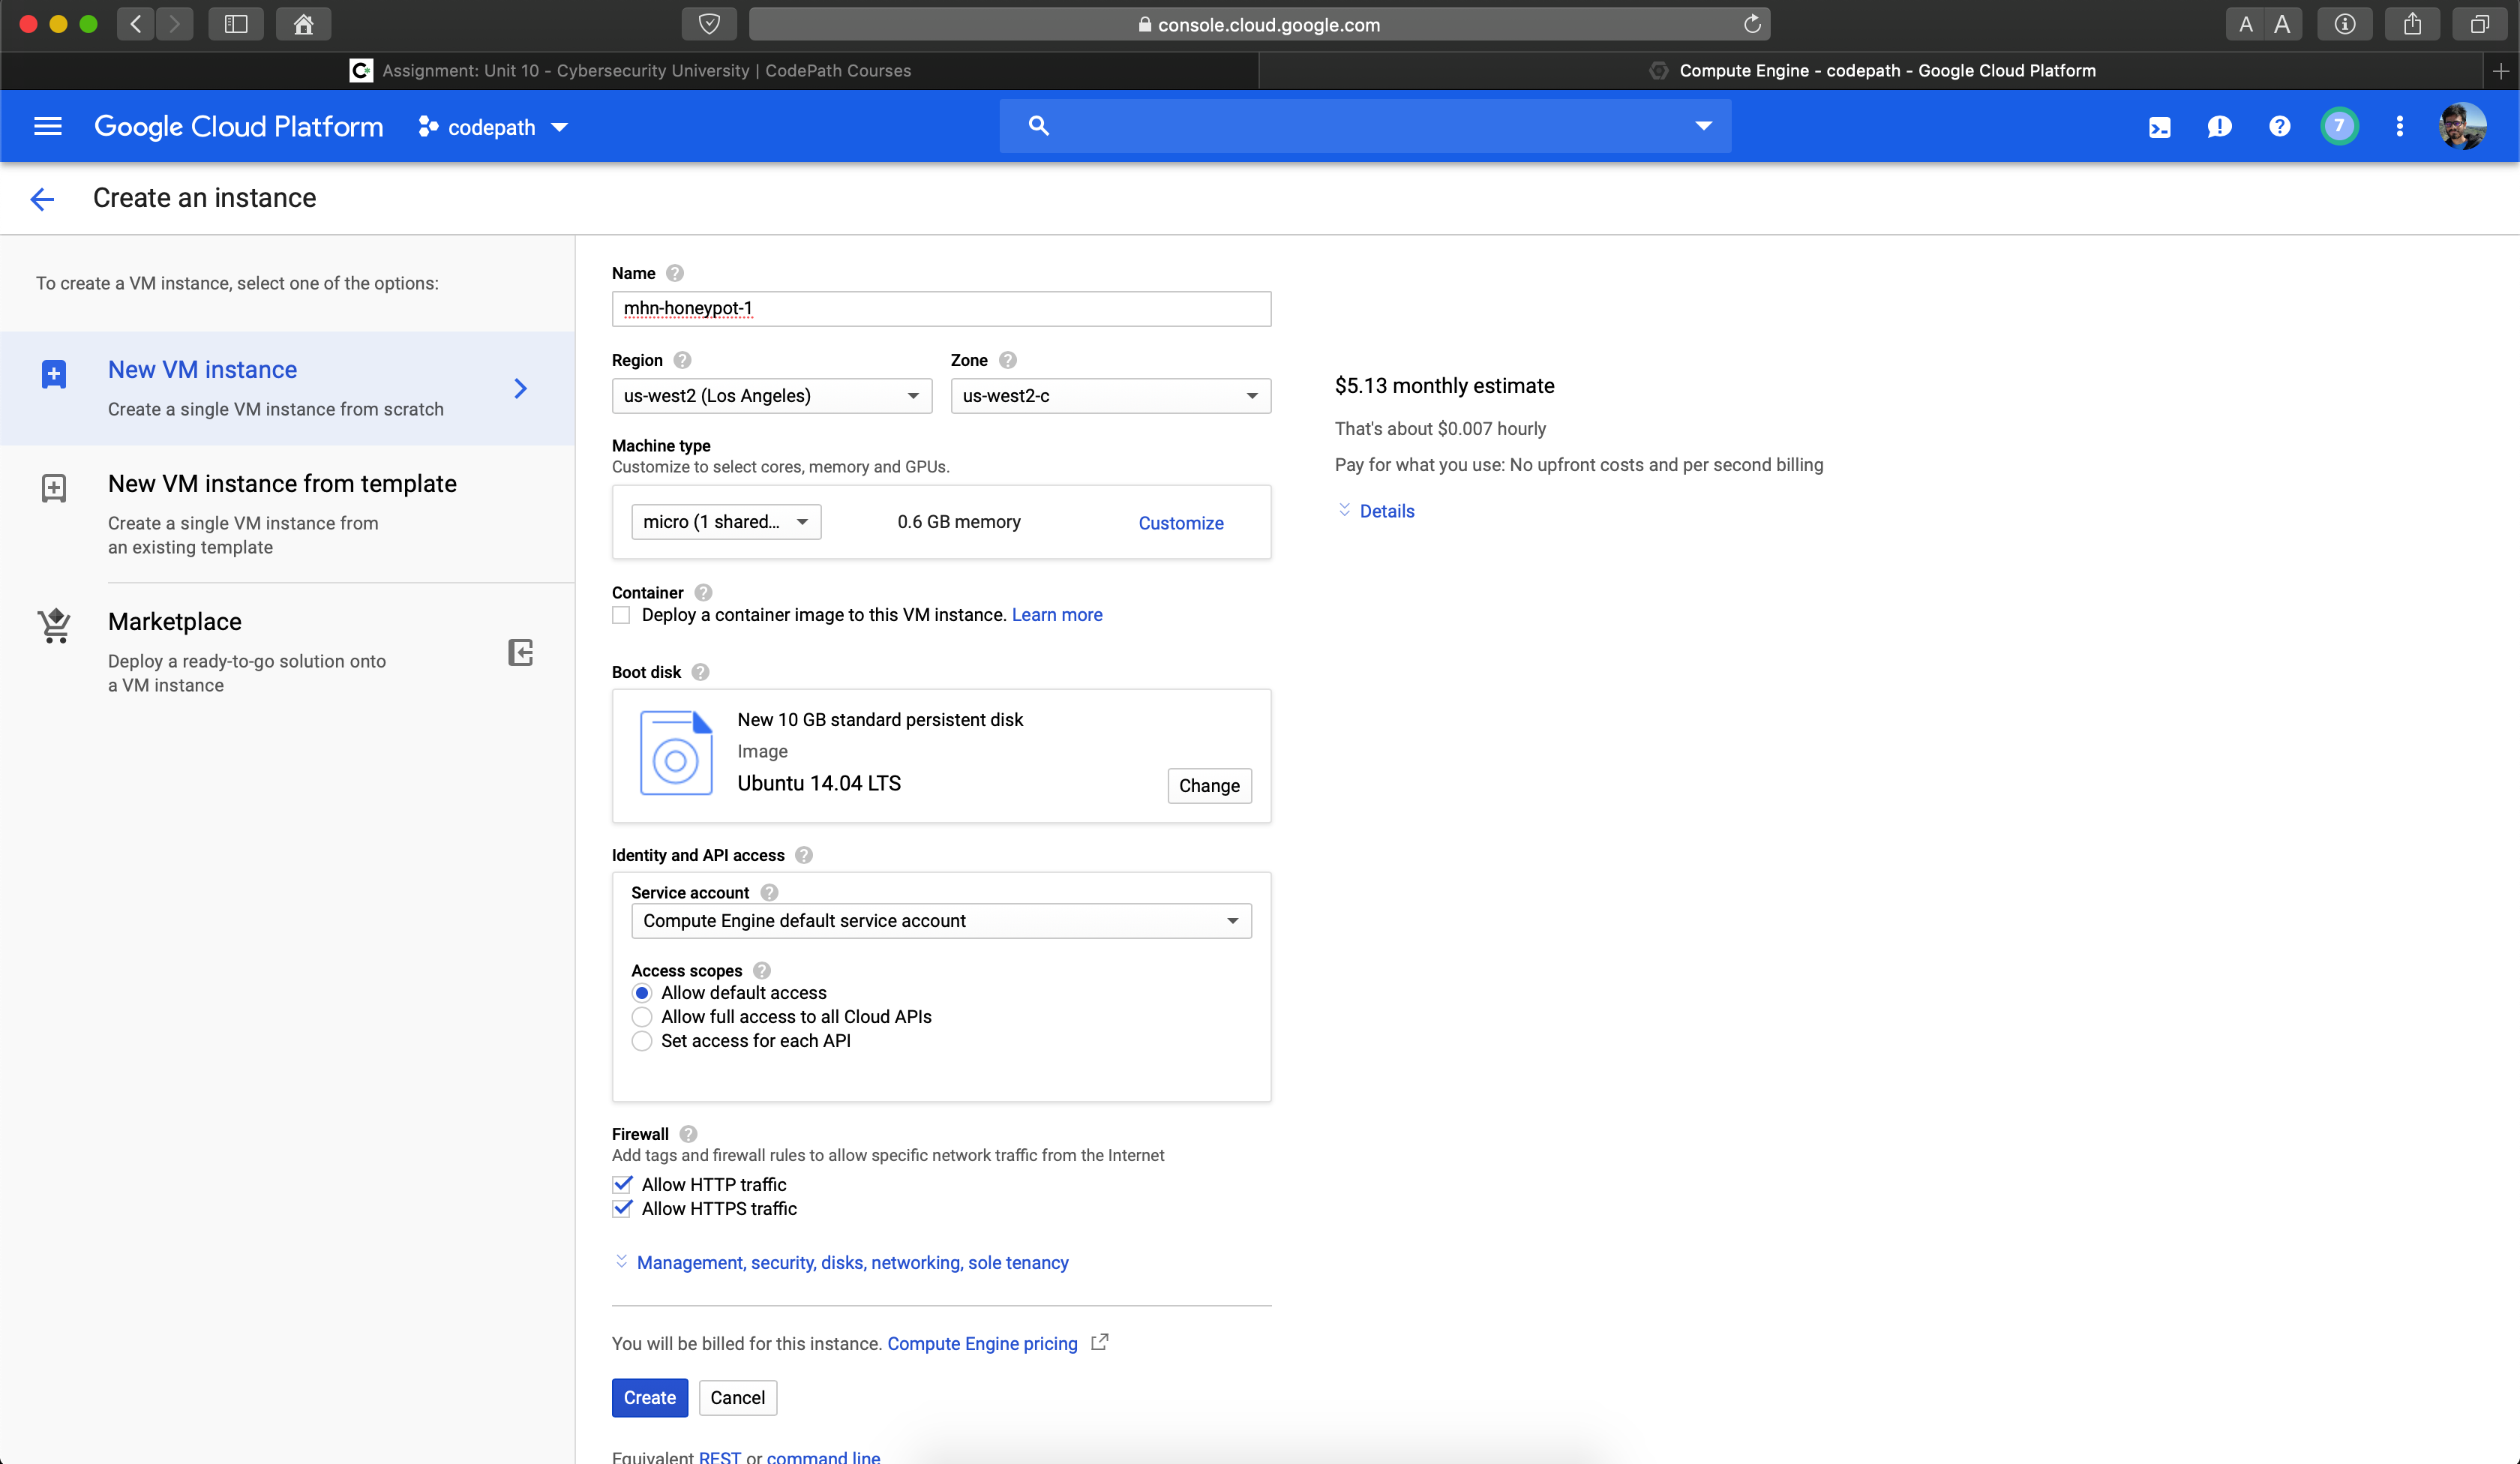 console.cloud.google.com
A A
C Assignment: Unit 10 - Cybersecurity University | CodePath Courses
Compute Engine - codepath - Google Cloud Platform
Google Cloud Platform codepath
7
Create an instance
To create a VM instance, select one of the options:
New VM instance
Create a single VM instance from scratch
New VM instance from template
Create a single VM instance from
an existing template
Marketplace
Deploy a ready-to-go solution onto
a VM instance
Name
mhn-honeypot-1
Region Zone
us-west2 (Los Angeles) us-west2-c
Machine type
Customize to select cores, memory and GPUs.
micro (1 shared... 0.6 GB memory Customize
Container
Deploy a container image to this VM instance. Learn more
Boot disk
New 10 GB standard persistent disk
Image
Ubuntu 14.04 LTS
Change
Identity and API access
Service account
Compute Engine default service account
Access scopes
Allow default access
Allow full access to all Cloud APIs
Set access for each API
Firewall
Add tags and firewall rules to allow specific network traffic from the Internet
Allow HTTP traffic
Allow HTTPS traffic
Management, security, disks, networking, sole tenancy
You will be billed for this instance. Compute Engine pricing
Create Cancel
Equivalent REST or command line
$5.13 monthly estimate
That's about $0.007 hourly
Pay for what you use: No upfront costs and per second billing
Details